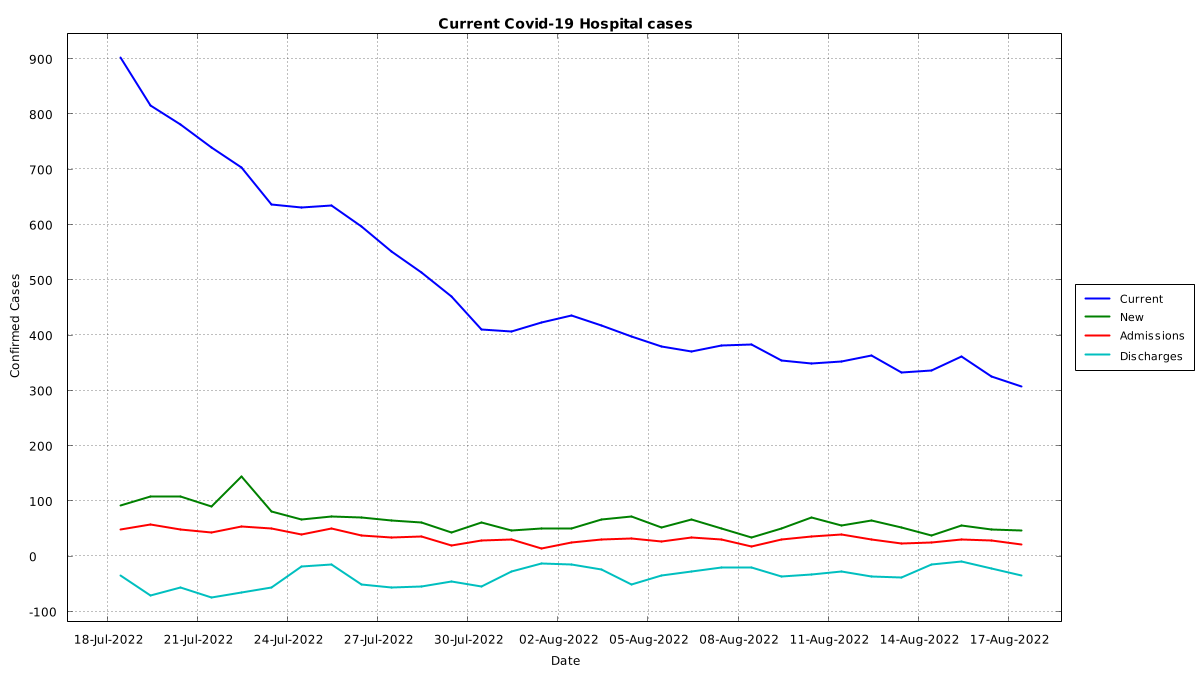 Current Covid-19 Hospital cases
Confirmed Cases
900
800
700
600
500
400
300
200
100
0
-100
18-Jul-2022 21-Jul-2022 24-Jul-2022 27-Jul-2022 30-Jul-2022 02-Aug-2022 05-Aug-2022 08-Aug-2022 11-Aug-2022 14-Aug-2022 17-Aug-2022
Date
Current
New
Admissions
Discharges